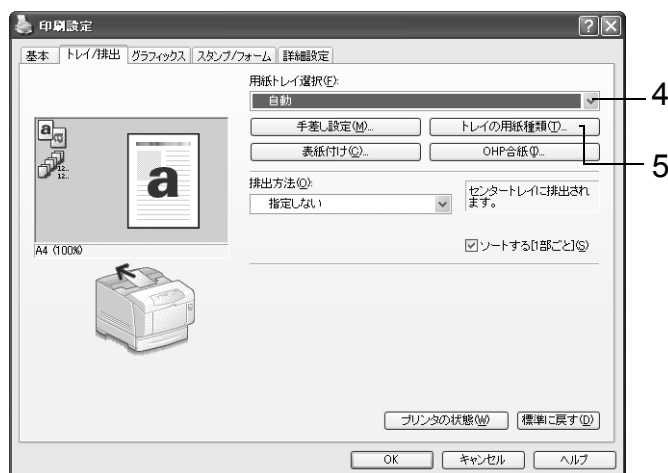 印刷設定
基本 トレイ/排出 グラフィックス スタンプ/フォーム 詳細設定
用紙トレイ選択(F):
自動
4
手差し設定(M)... トレイの用紙種類(T)...
表紙付け(C)... OHP合紙(I)...
5
排出方法(O):
指定しない
センタートレイに排出され
ます。
ソートする[1部ごと](S)
a
a
12..
12..
a
A4 (100%)
プリンタの状態(W) 標準に戻す(D)
OK キャンセル ヘルプ